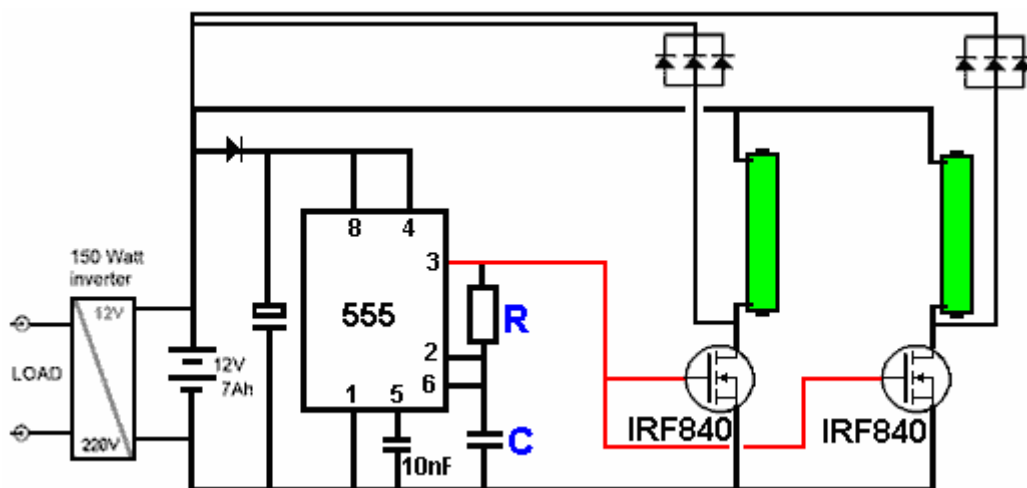 8
4
150 Watt
inverter
3
12V
555
R
2
12V
7Ah
LOAD
6
1
5
IRF840
IRF840
220V
10nF
C